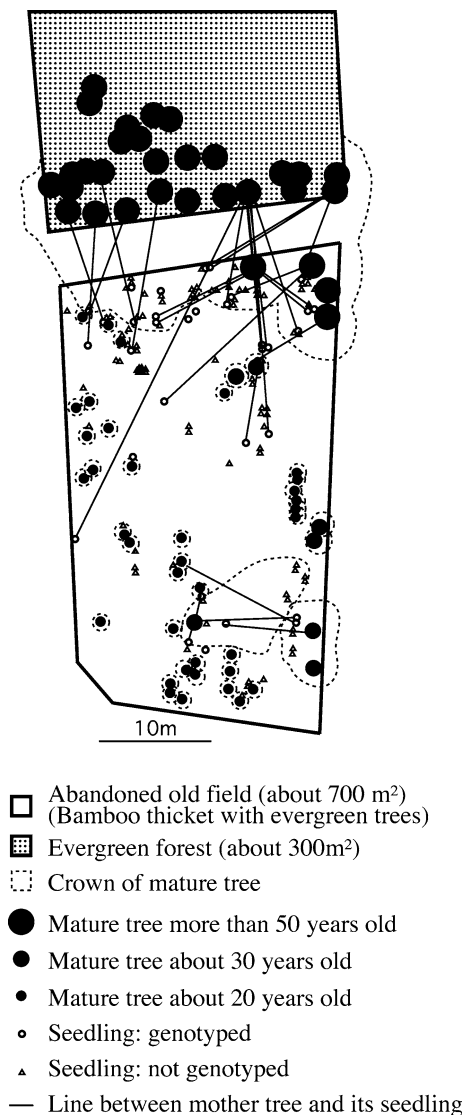 10m
Abandoned old field (about 700 m²)
(Bamboo thicket with evergreen trees)
Evergreen forest (about 300m²)
Crown of mature tree
Mature tree more than 50 years old
Mature tree about 30 years old
Mature tree about 20 years old
Seedling: genotyped
Seedling: not genotyped
Line between mother tree and its seedling